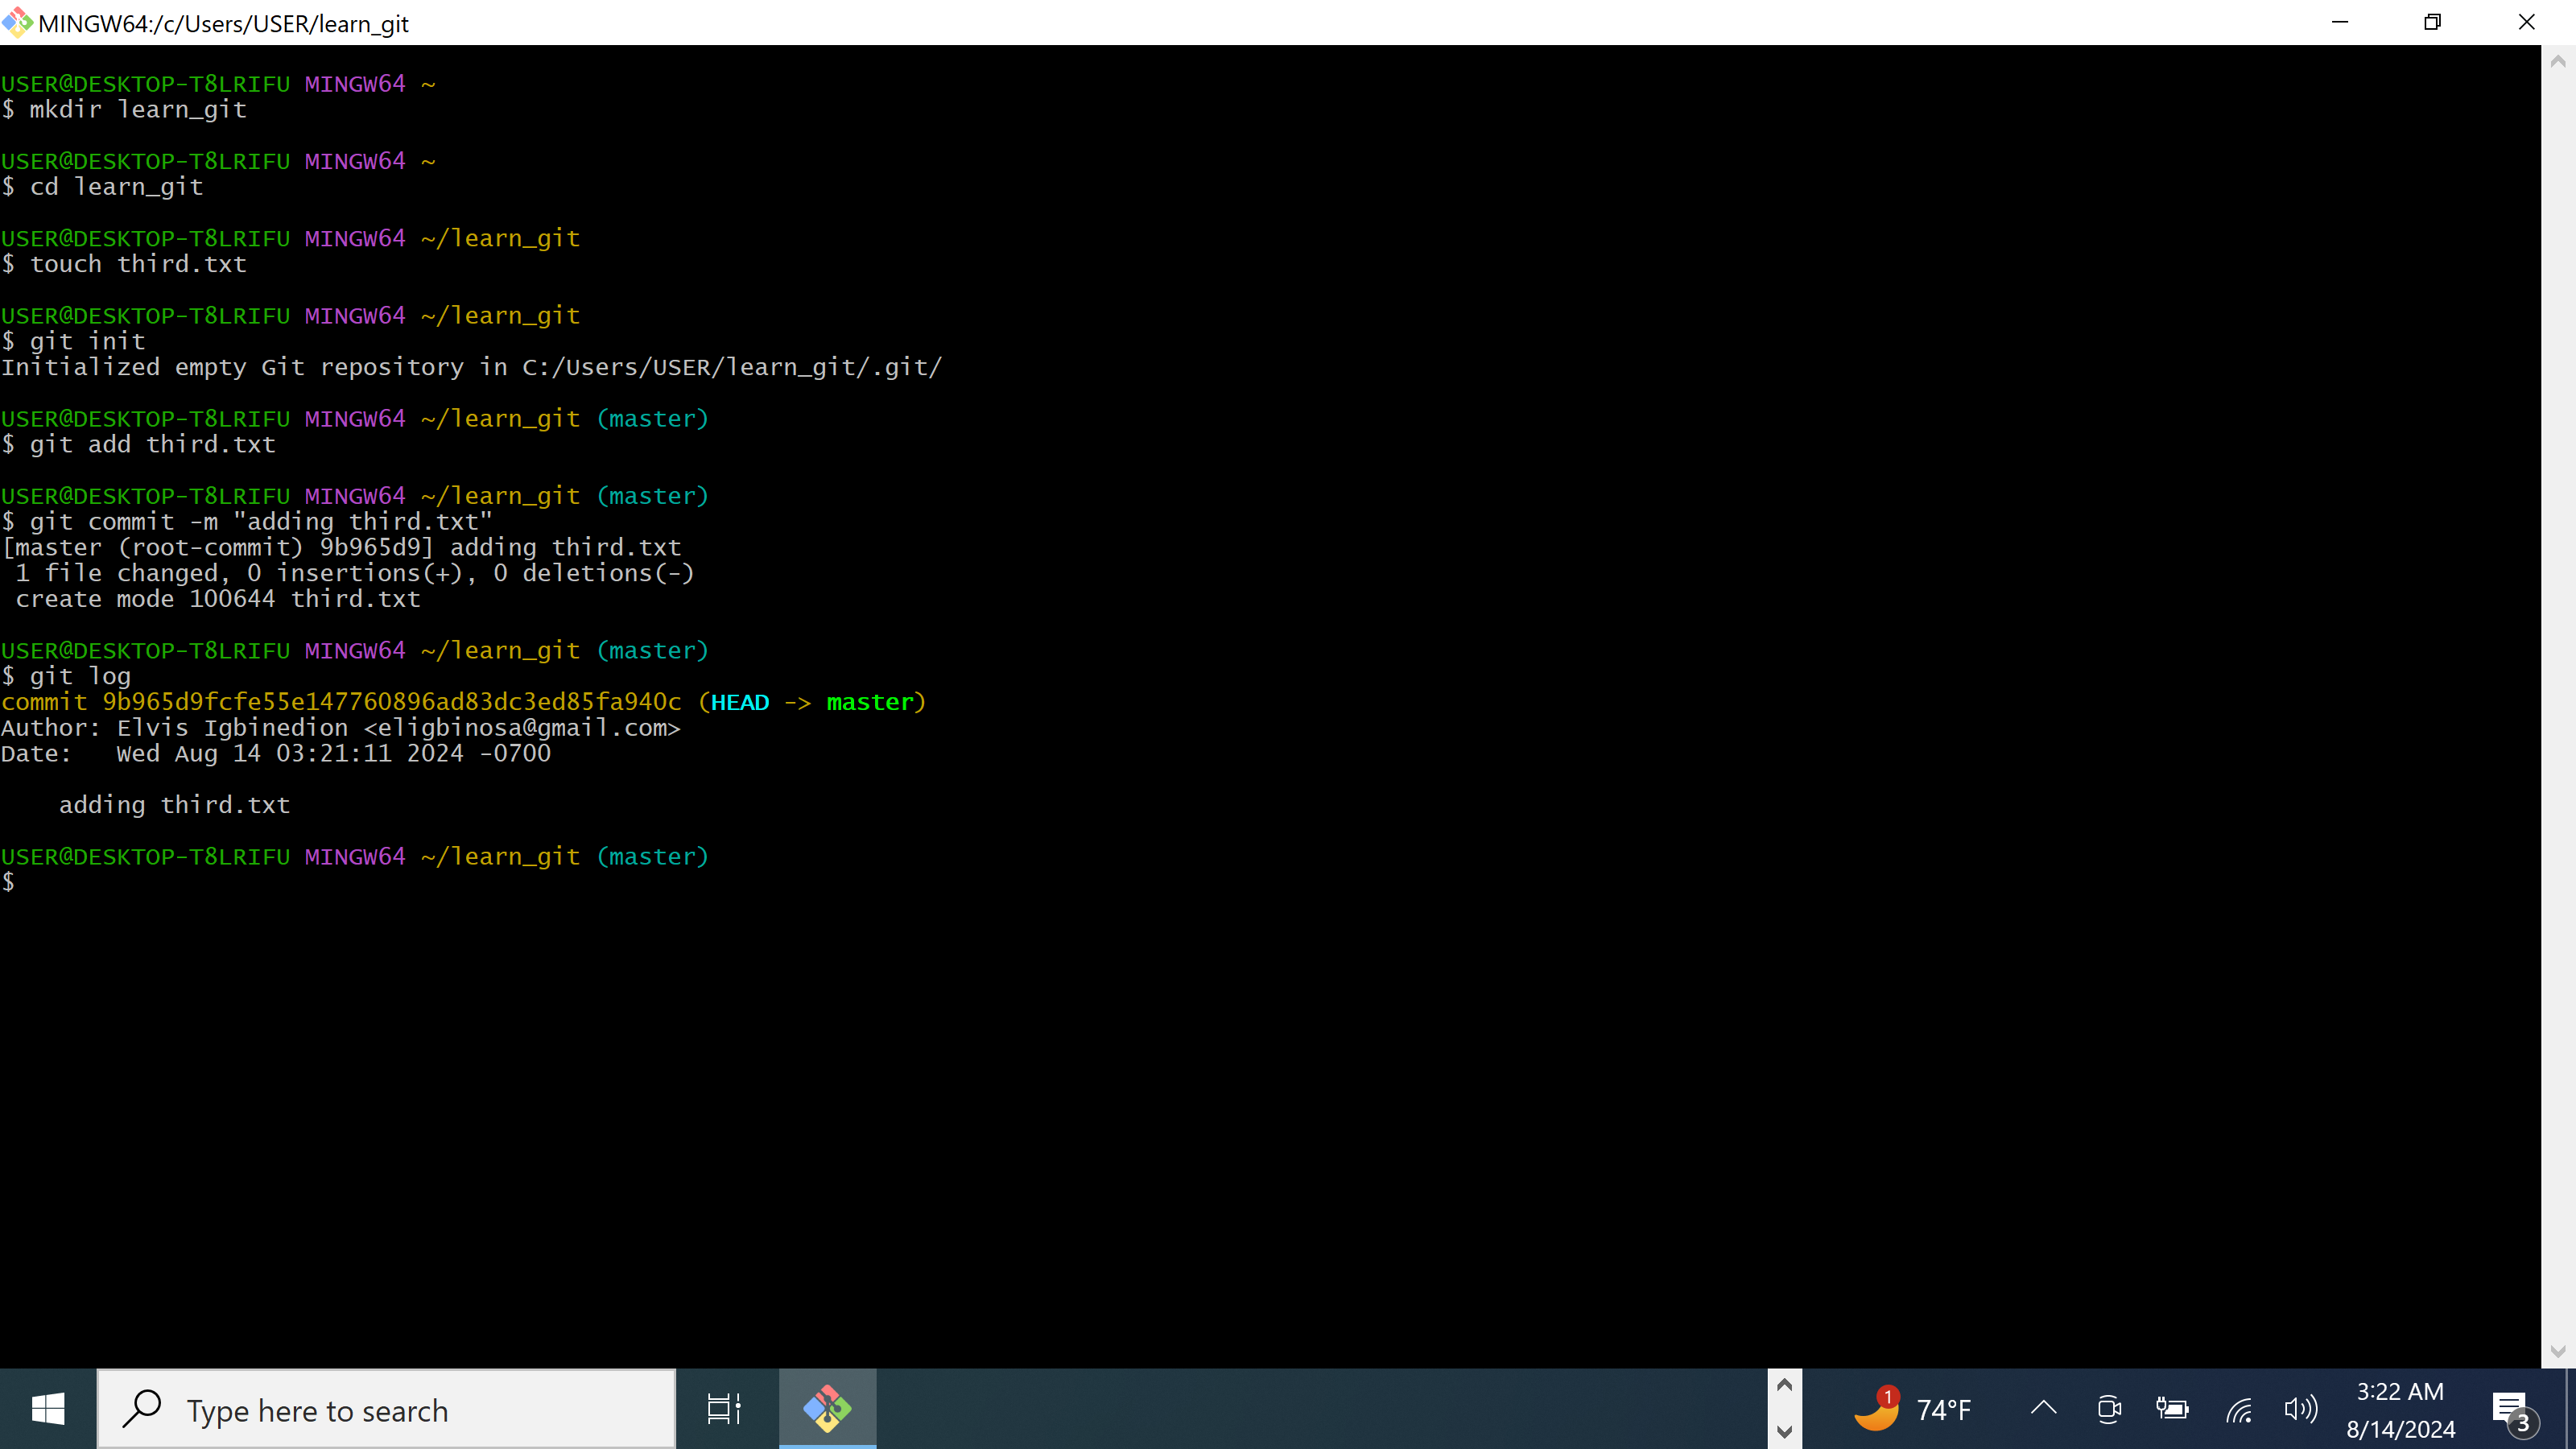 MINGW64:/c/Users/USER/learn_git
USER@DESKTOP-T8LRIFU MINGW64 ~
$ mkdir learn_git
USER@DESKTOP-T8LRIFU MINGW64 ~
$ cd learn_git
USER@DESKTOP-T8LRIFU MINGW64 ~/learn_git
$ touch third.txt
USER@DESKTOP-T8LRIFU MINGW64 ~/learn_git
$ git init
Initialized empty Git repository in C:/Users/USER/learn_git/.git/
USER@DESKTOP-T8LRIFU MINGW64 ~/learn_git (master)
$ git add third.txt
USER@DESKTOP-T8LRIFU MINGW64 ~/learn_git (master)
$ git commit -m "adding third.txt"
[master (root-commit) 9b965d9] adding third.txt
 1 file changed, 0 insertions(+), 0 deletions(-)
 create mode 100644 third.txt
USER@DESKTOP-T8LRIFU MINGW64 ~/learn_git (master)
$ git log
commit 9b965d9fcfe55e147760896ad83dc3ed85fa940c (HEAD -> master)
Author: Elvis Igbinedion <eligbinosa@gmail.com>
Date:   Wed Aug 14 03:21:11 2024 -0700
    adding third.txt
USER@DESKTOP-T8LRIFU MINGW64 ~/learn_git (master)
$
Type here to search
1
74°F
3:22 AM
8/14/2024
3